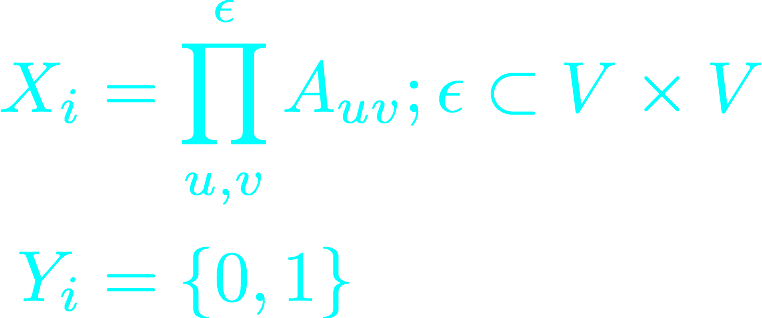 X_i = \prod_{u,v}^{\epsilon} A_{uv}; \epsilon \subset V \times V
Y_i = \{0, 1\}